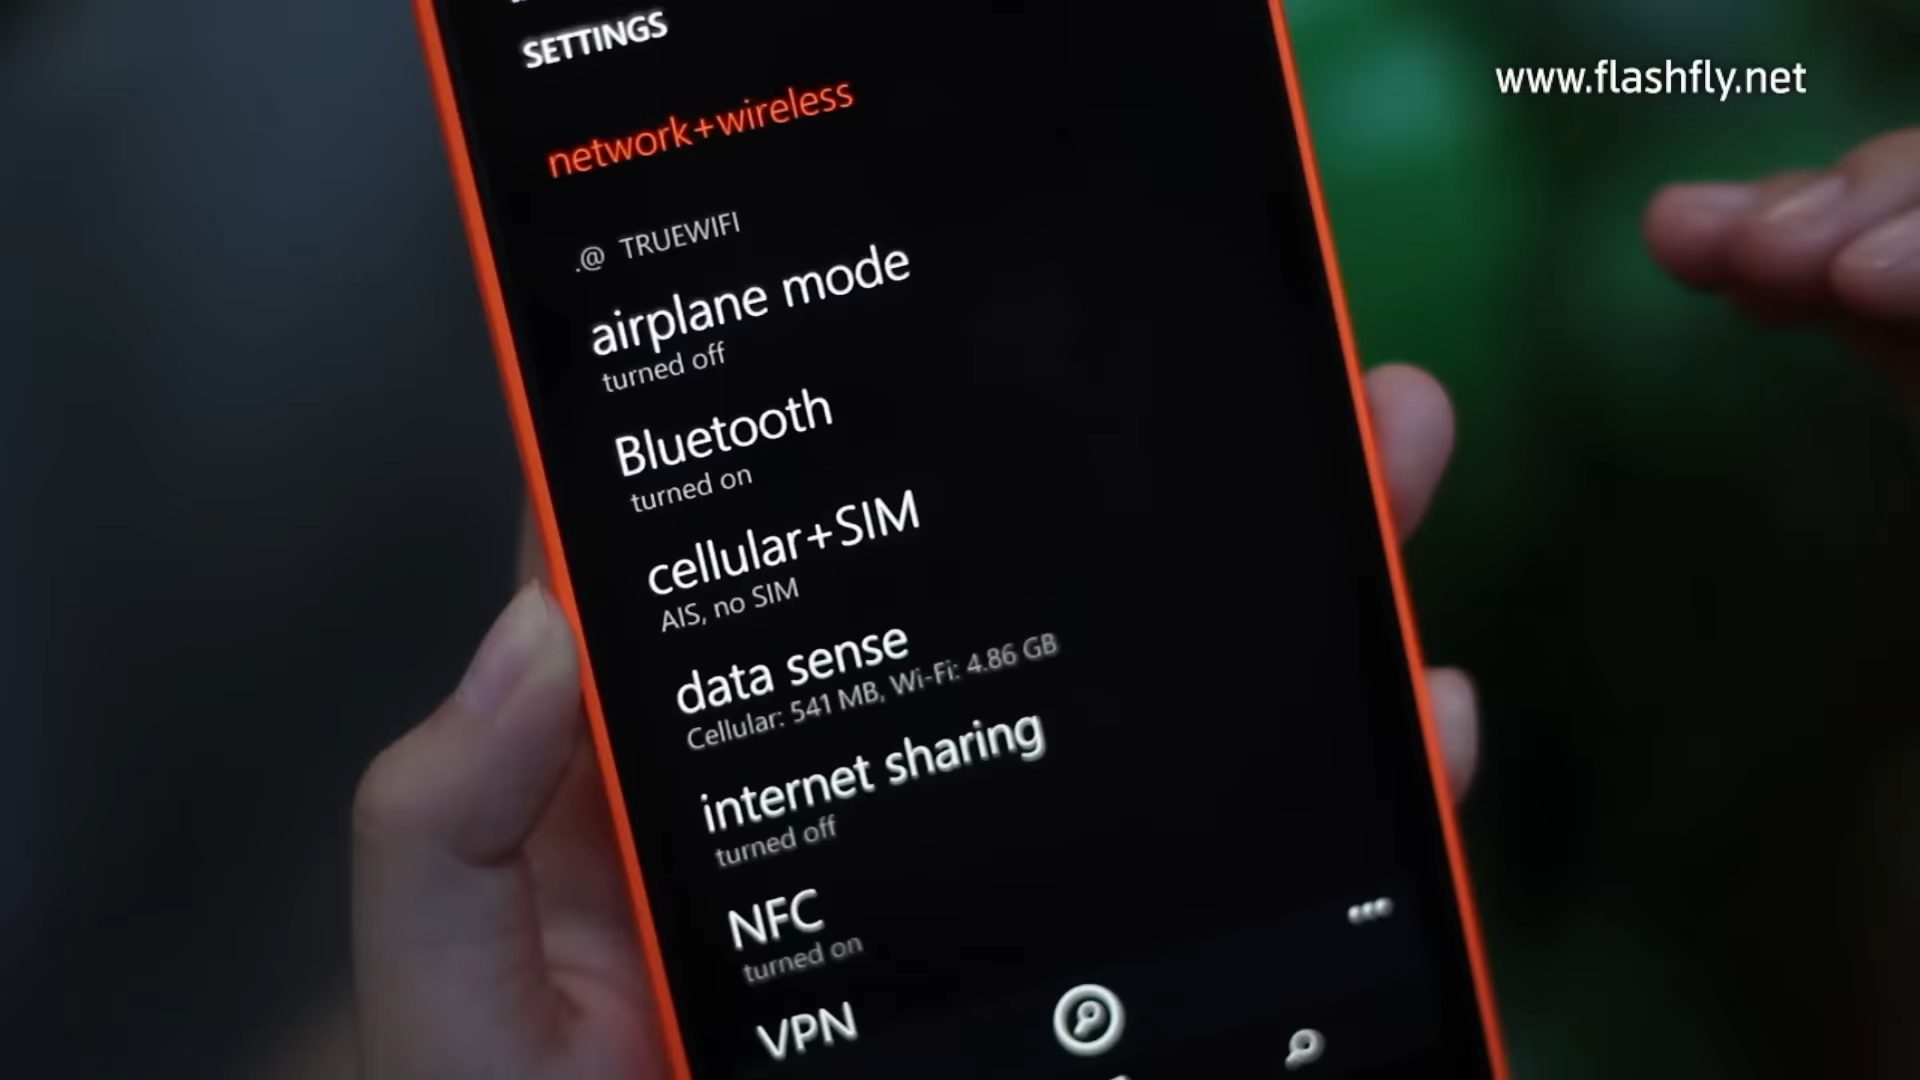 SETTINGS
www.flashfly.net
network+wireless
.@ TRUEWIFI
airplane mode
turned off
Bluetooth
turned on
cellular+SIM
AIS, no SIM
data sense
Cellular: 541 MB, Wi-Fi: 4.86 GB
internet sharing
turned off
NFC
turned on
VPN